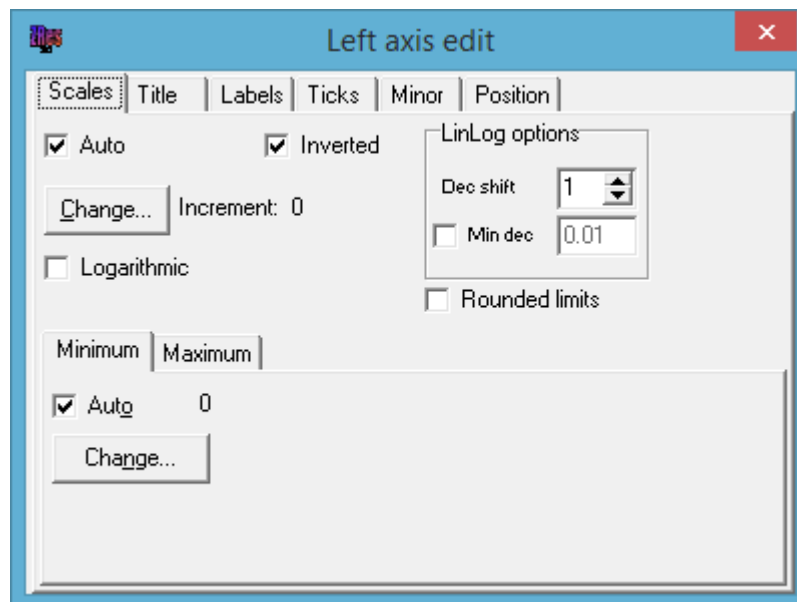 Left axis edit
Scales Title Labels Ticks Minor Position
Auto Inverted LinLog options
Dec shift 1
Change... Increment: 0
Min dec 0.01
Logarithmic
Rounded limits
Minimum Maximum
Auto 0
Change...